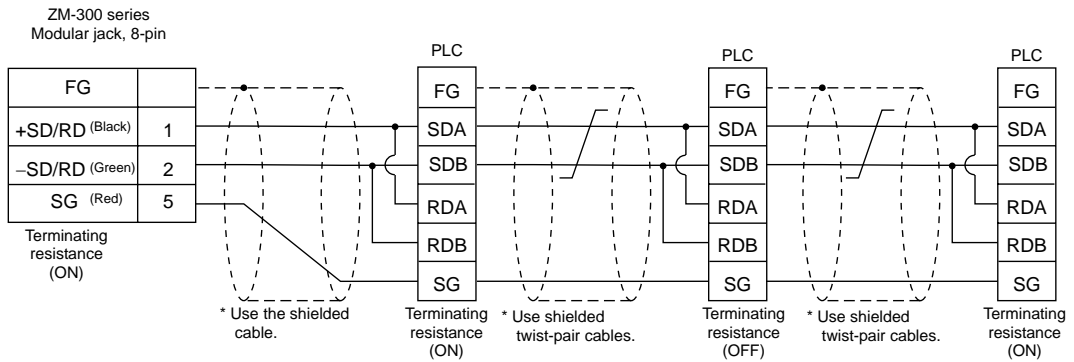 ZM-300 series
Modular jack, 8-pin
FG
+SD/RD (Black) 1
−SD/RD (Green) 2
SG (Red) 5
Terminating
resistance
(ON)
* Use the shielded
cable.
PLC
FG
SDA
SDB
RDA
RDB
SG
Terminating
resistance
(ON)
* Use shielded
twist-pair cables.
PLC
FG
SDA
SDB
RDA
RDB
SG
Terminating
resistance
(OFF)
* Use shielded
twist-pair cables.
PLC
FG
SDA
SDB
RDA
RDB
SG
Terminating
resistance
(ON)